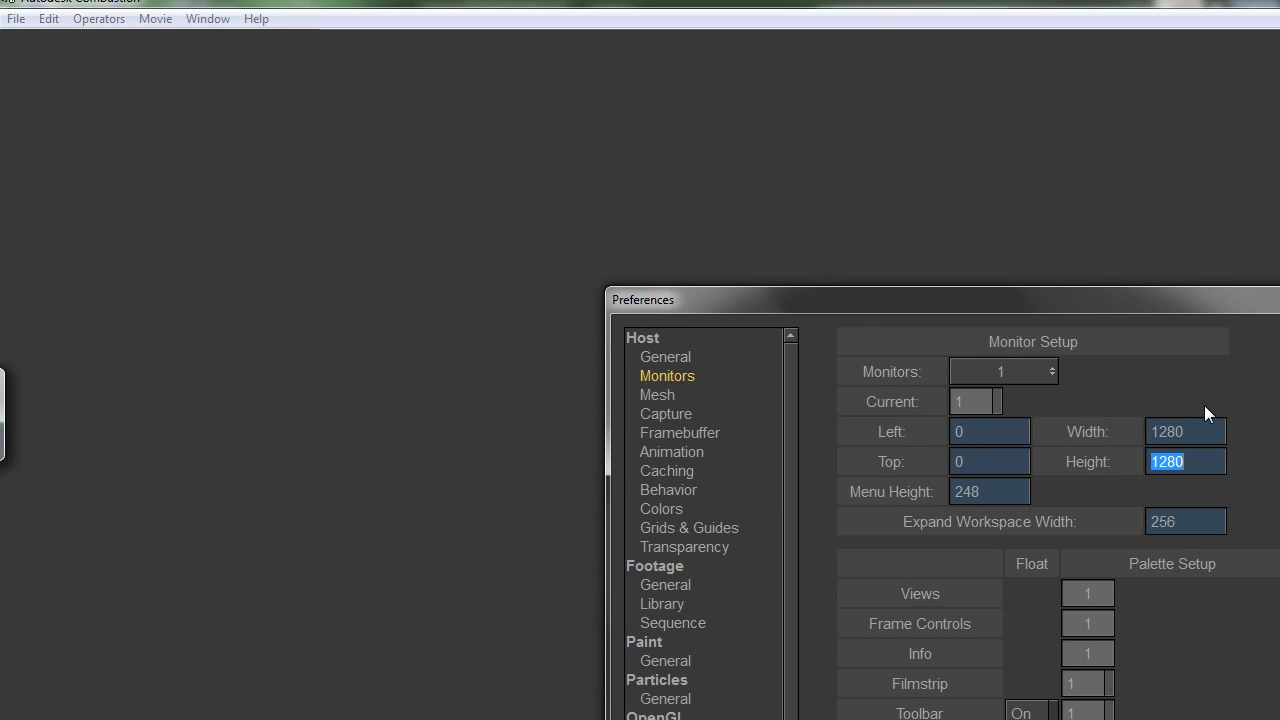 Autodesk Combustion
File Edit Operators Movie Window Help
Preferences
Host
General
Monitors
Mesh
Capture
Framebuffer
Animation
Caching
Behavior
Colors
Grids & Guides
Transparency
Footage
General
Library
Sequence
Paint
General
Particles
General
OpenGL
Monitor Setup
Monitors: 1
Current: 1
Left: 0 Width: 1280
Top: 0 Height: 1280
Menu Height: 248
Expand Workspace Width: 256
Float Palette Setup
Views 1
Frame Controls 1
Info 1
Filmstrip 1
Toolbar On 1